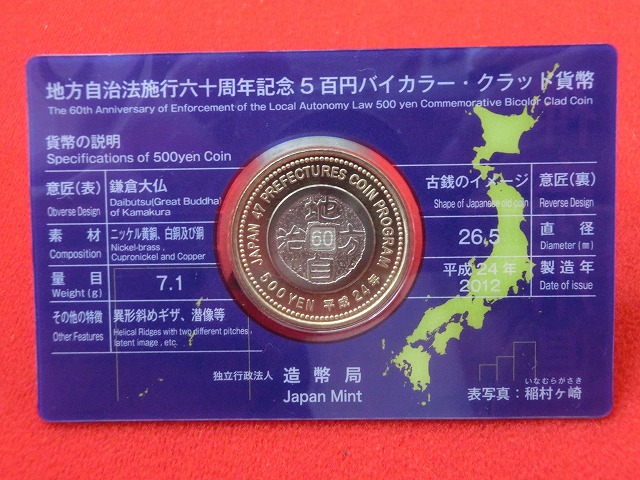 地方自治法施行六十周年記念5百円バイカラー・クラッド貨幣
The 60th Anniversary of Enforcement of the Local Autonomy Law 500 yen Commemorative Bicolor Clad Coin
貨幣の説明
Specifications of 500yen Coin
意匠(表) 鎌倉大仏
Obverse Design Daibutsu(Great Buddha) of Kamakura
素材 ニッケル黄銅、白銅及び銅
Composition Nickel-brass, Cupronickel and Copper
量目 7.1
Weight(g)
その他の特徴 異形斜めギザ、潜像等
Other Features Helical Ridges with two different pitches, latent image, etc.
JAPAN 47 PREFECTURES COIN PROGRAM
地方自治
60
500YEN 平成24年
古銭のイメージ 意匠(裏)
Shape of Japanese old coin Reverse Design
26.5 直径
Diameter(m)
平成24年 製造年
2012 Date of issue
独立行政法人 造幣局
Japan Mint
いなむらがさき
表写真:稲村ヶ崎